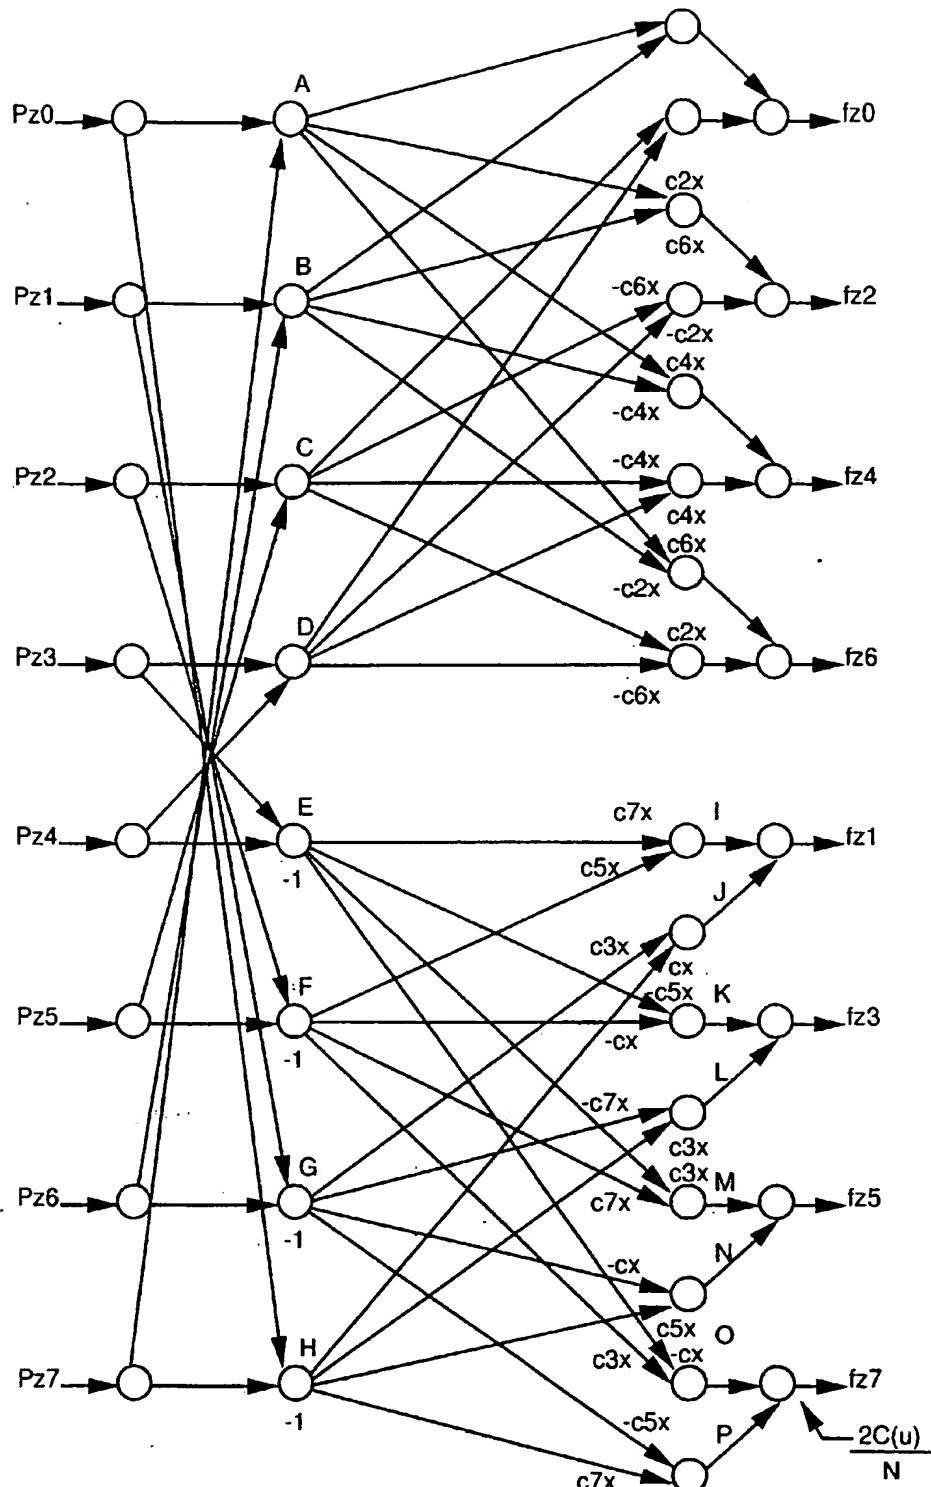 A
Pz0
fz0
c2x
c6x
B
Pz1
-c6x
fz2
-c2x
c4x
-c4x
C
Pz2
-c4x
fz4
c4x
c6x
-c2x
D
c2x
Pz3
fz6
-c6x
E
c7x
I
Pz4
fz1
-1
c5x
J
c3x
cx
F
-c5x
K
Pz5
fz3
-1
-cx
L
-c7x
c3x
G
c3x
M
Pz6
c7x
fz5
-1
N
-cx
c5x
O
H
c3x
-cx
Pz7
fz7
-1
-c5x
P
2C(u)
N
c7x